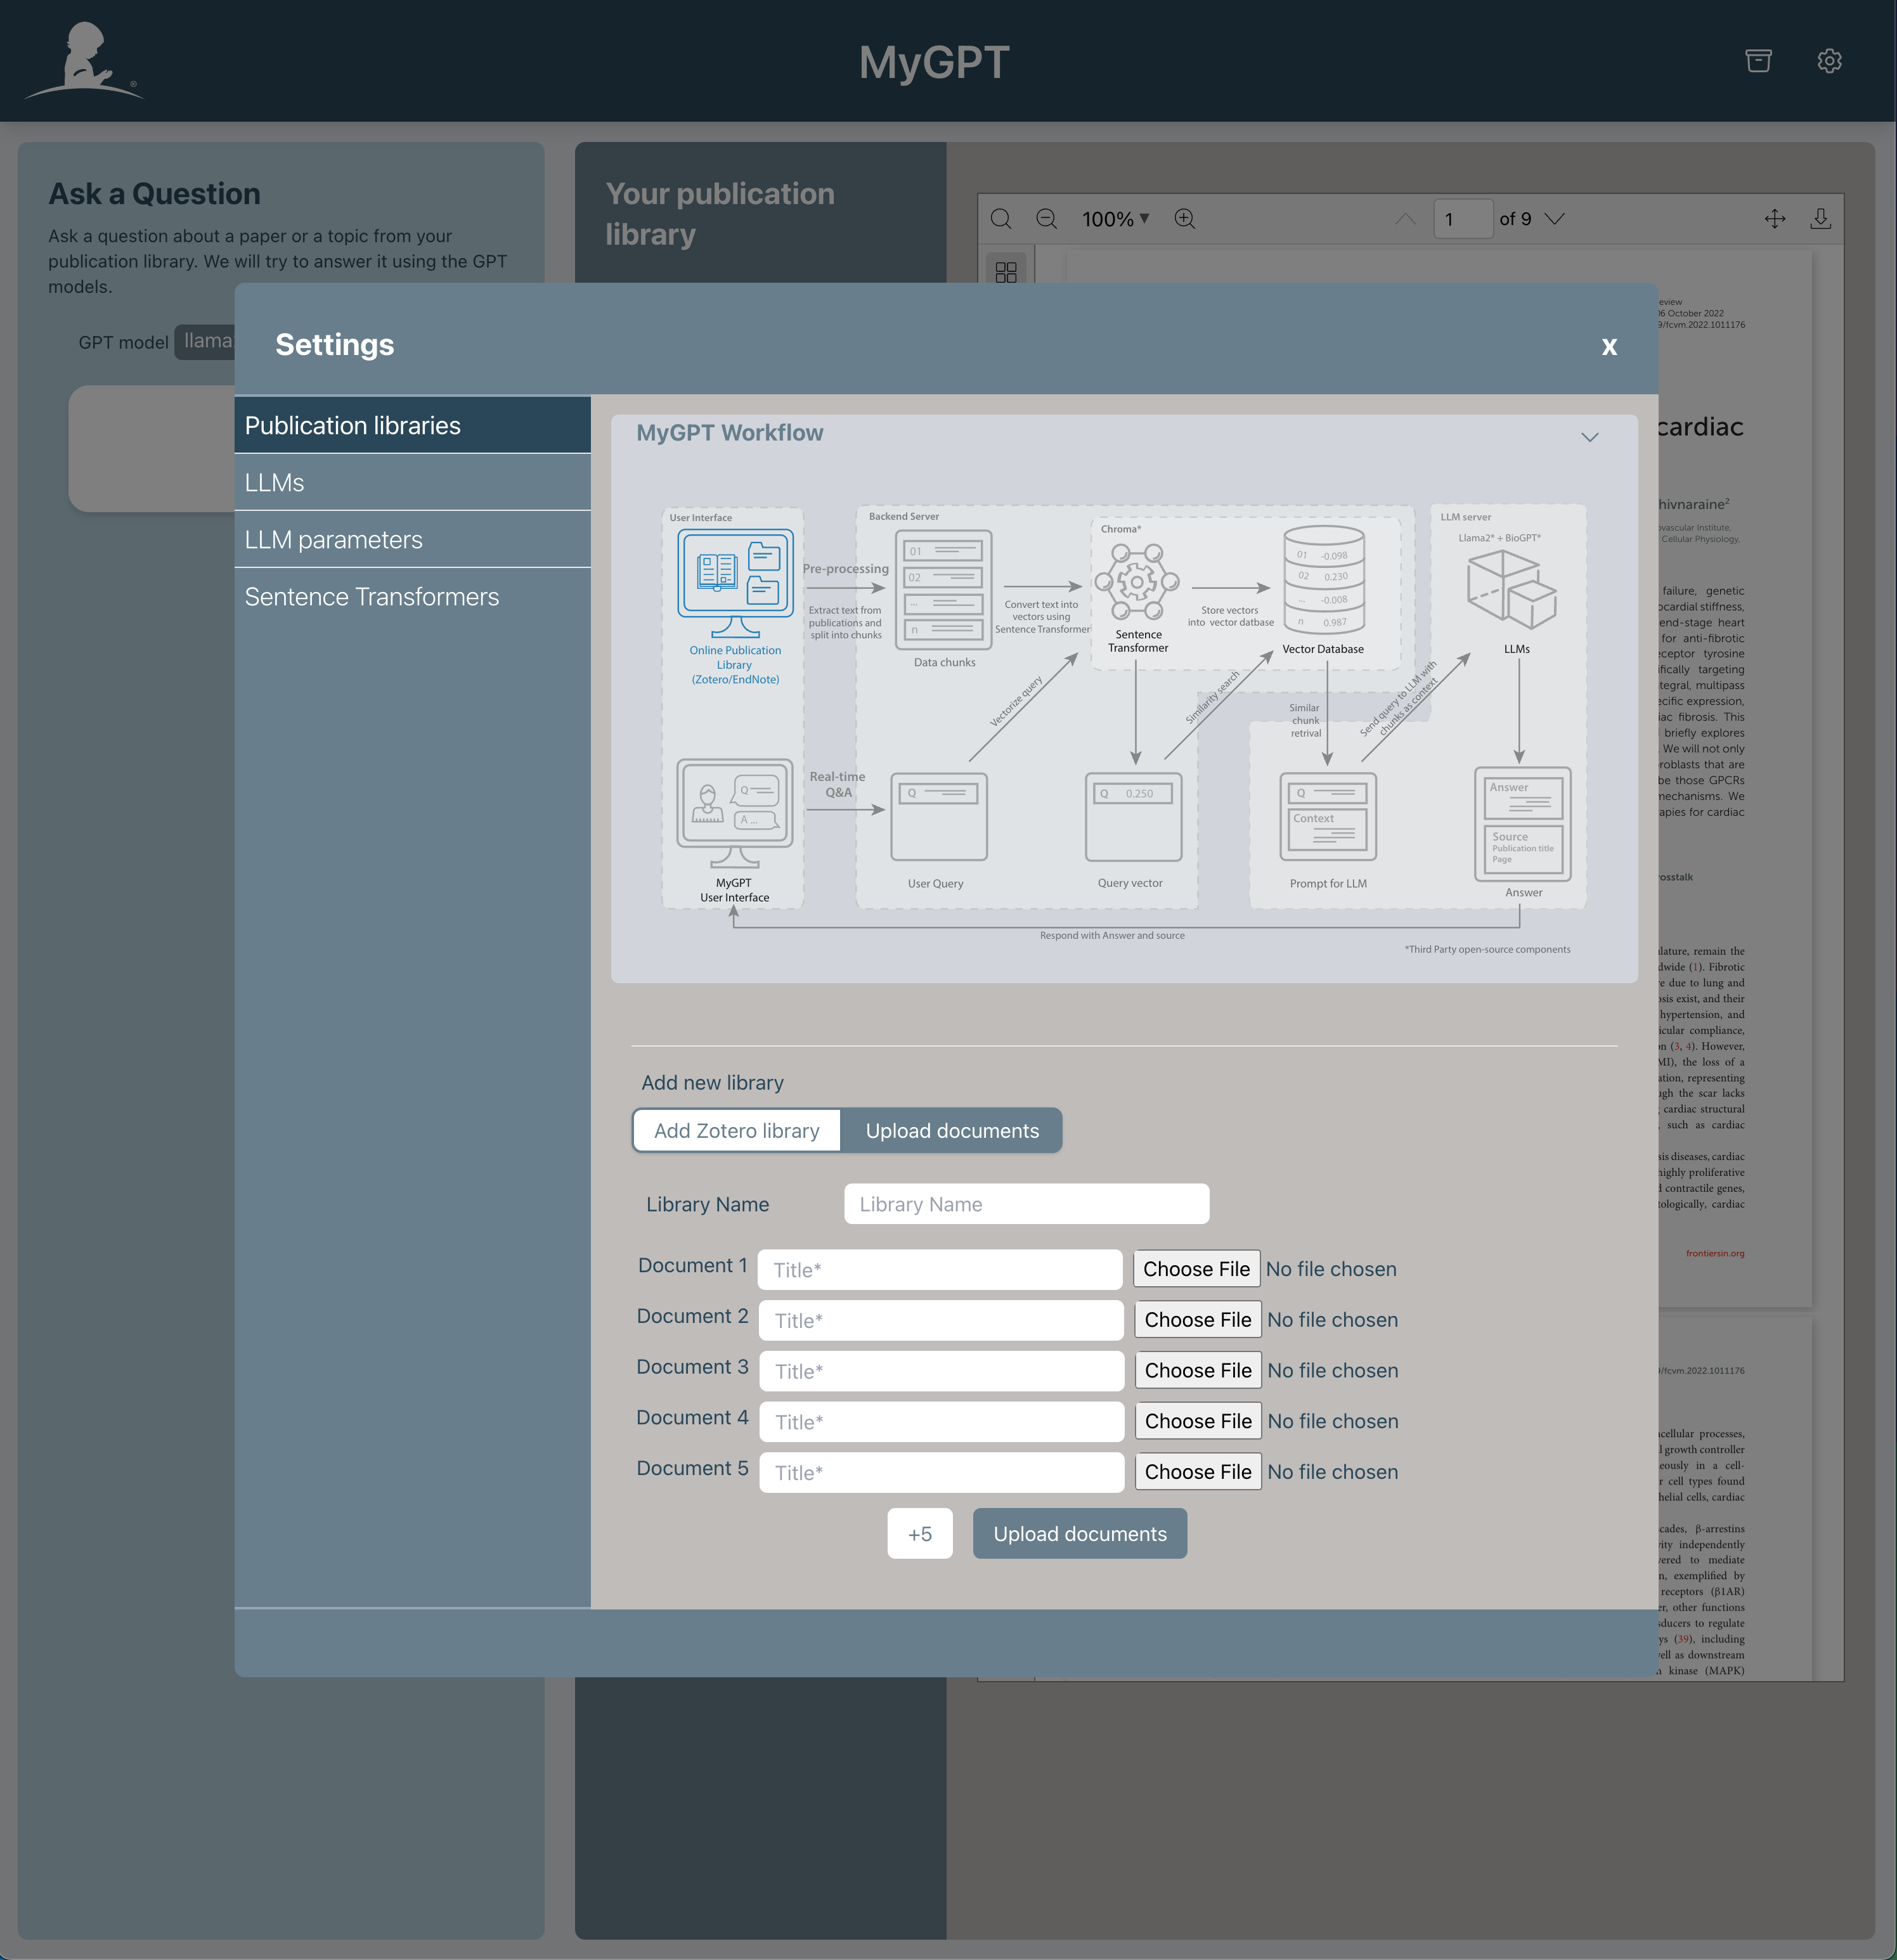 MyGPT
®
Ask a Question
Ask a question about a paper or a topic from your
publication library. We will try to answer it using the GPT
models.
GPT model llama
Your publication
library
100% ▼
1 of 9
eview
06 October 2022
9/fcvm.2022.1011176
cardiac
hivnaraine2
ovascular Institute,
Cellular Physiology,
failure, genetic
ocardial stiffness,
end-stage heart
for anti-fibrotic
eceptor tyrosine
ifically targeting
tegral, multipass
ecific expression,
iac fibrosis. This
briefly explores
We will not only
roblasts that are
be those GPCRs
nechanisms. We
apies for cardiac
osstalk
lature, remain the
dwide (1). Fibrotic
e due to lung and
osis exist, and their
hypertension, and
icular compliance,
n (3, 4). However,
MI), the loss of a
ation, representing
ugh the scar lacks
cardiac structural
, such as cardiac
sis diseases, cardiac
highly proliferative
d contractile genes,
tologically, cardiac
frontiersin.org
9/fcvm.2022.1011176
acellular processes,
l growth controller
eously in a cell-
r cell types found
helial cells, cardiac
cades, β-arrestins
vity independently
vered to mediate
n, exemplified by
receptors (β1AR)
er, other functions
sducers to regulate
ys (39), including
vell as downstream
n kinase (MAPK)
Settings
x
Publication libraries
LLMs
LLM parameters
Sentence Transformers
MyGPT Workflow
User Interface
Online Publication
Library
(Zotero/EndNote)
Pre-processing
Extract text from
publications and
split into chunks
Backend Server
01
02
...
n
Data chunks
Convert text into
vectors using
Sentence Transformer
Chroma*
Sentence
Transformer
Store vectors
into vector datbase
01 -0.098
02 0.230
... -0.008
n 0.987
Vector Database
LLM server
Llama2* + BioGPT*
LLMs
Vectorize query
Similarity search
Similar
chunk
retrival
Send query to LLM with
chunks as context
Q
A ...
MyGPT
User Interface
Real-time
Q&A
Q
User Query
Q 0.250
Query vector
Q
Context
Prompt for LLM
Answer
Source
Publication title
Page
Answer
Respond with Answer and source
*Third Party open-source components
Add new library
Add Zotero library
Upload documents
Library Name Library Name
Document 1 Title* Choose File No file chosen
Document 2 Title* Choose File No file chosen
Document 3 Title* Choose File No file chosen
Document 4 Title* Choose File No file chosen
Document 5 Title* Choose File No file chosen
+5 Upload documents